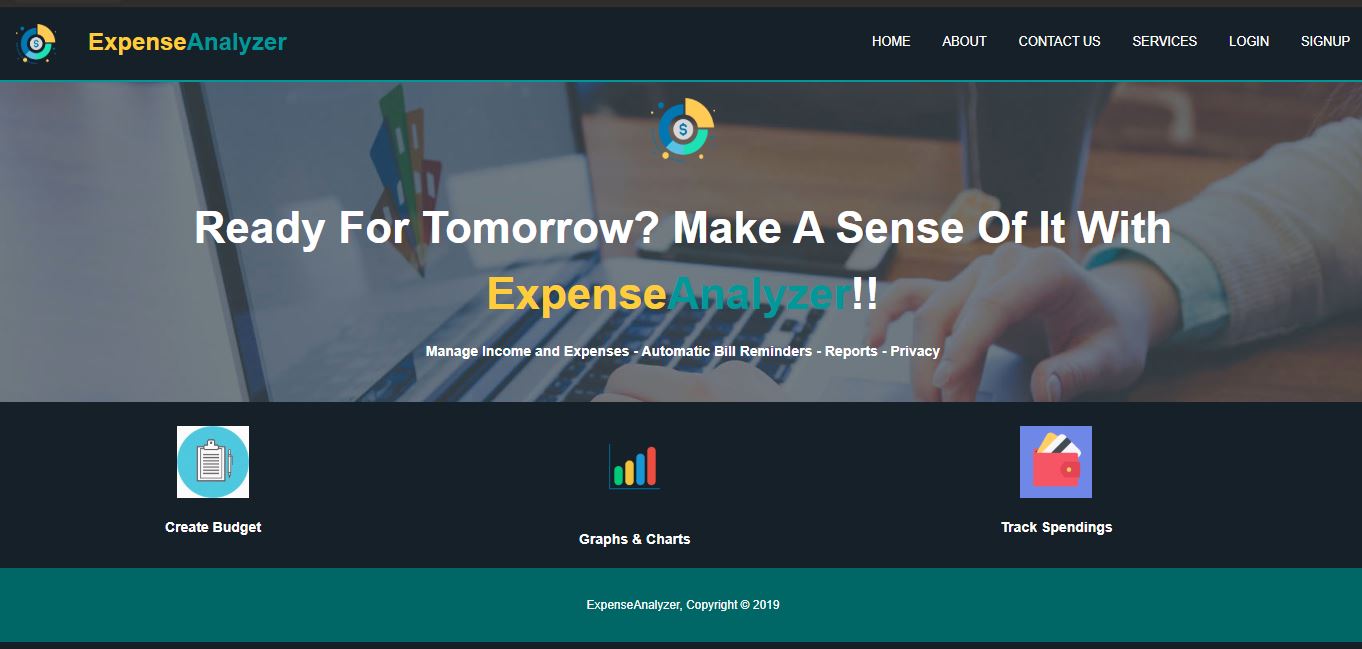 ExpenseAnalyzer
HOME ABOUT CONTACT US SERVICES LOGIN SIGNUP
$
Ready For Tomorrow? Make A Sense Of It With
ExpenseAnalyzer!!
Manage Income and Expenses - Automatic Bill Reminders - Reports - Privacy
Create Budget
Graphs & Charts
Track Spendings
ExpenseAnalyzer, Copyright © 2019